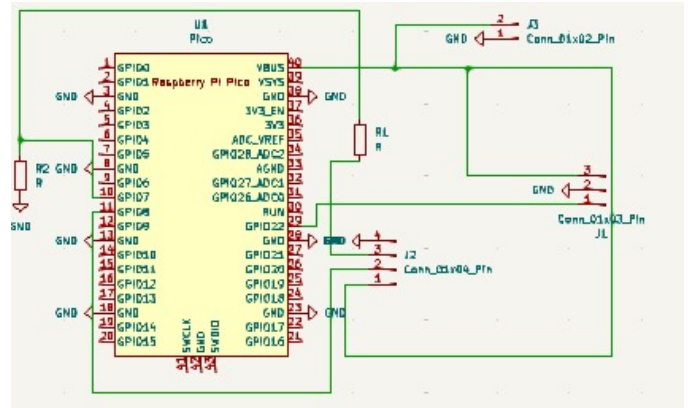 U1
Pico
Raspberry Pi Pico
1 GPIO0
2 GPIO1
3 GND
4 GPIO2
5 GPIO3
6 GPIO4
7 GPIO5
8 GND
9 GPIO6
10 GPIO7
11 GPIO8
12 GPIO9
13 GND
14 GPIO10
15 GPIO11
16 GPIO12
17 GPIO13
18 GND
19 GPIO14
20 GPIO15
VBUS 40
VSYS 39
GND 38
3V3_EN 37
3V3 36
ADC_VREF 35
GPIO28_ADC2 34
AGND 33
GPIO27_ADC1 32
GPIO26_ADC0 31
RUN 30
GPIO22 29
GND 28
GPIO21 27
GPIO20 26
GPIO19 25
GPIO18 24
GND 23
GPIO17 22
GPIO16 21
SWCLK 41
GND 42
SWDIO 43
GND
GND
GND
GND
GND
GND
GND
R2
R
GND
R1
R
2 J3
GND 1 Conn_01x02_Pin
3
GND 2
1
Conn_01x03_Pin
J1
4
3 J2
2 Conn_01x04_Pin
1